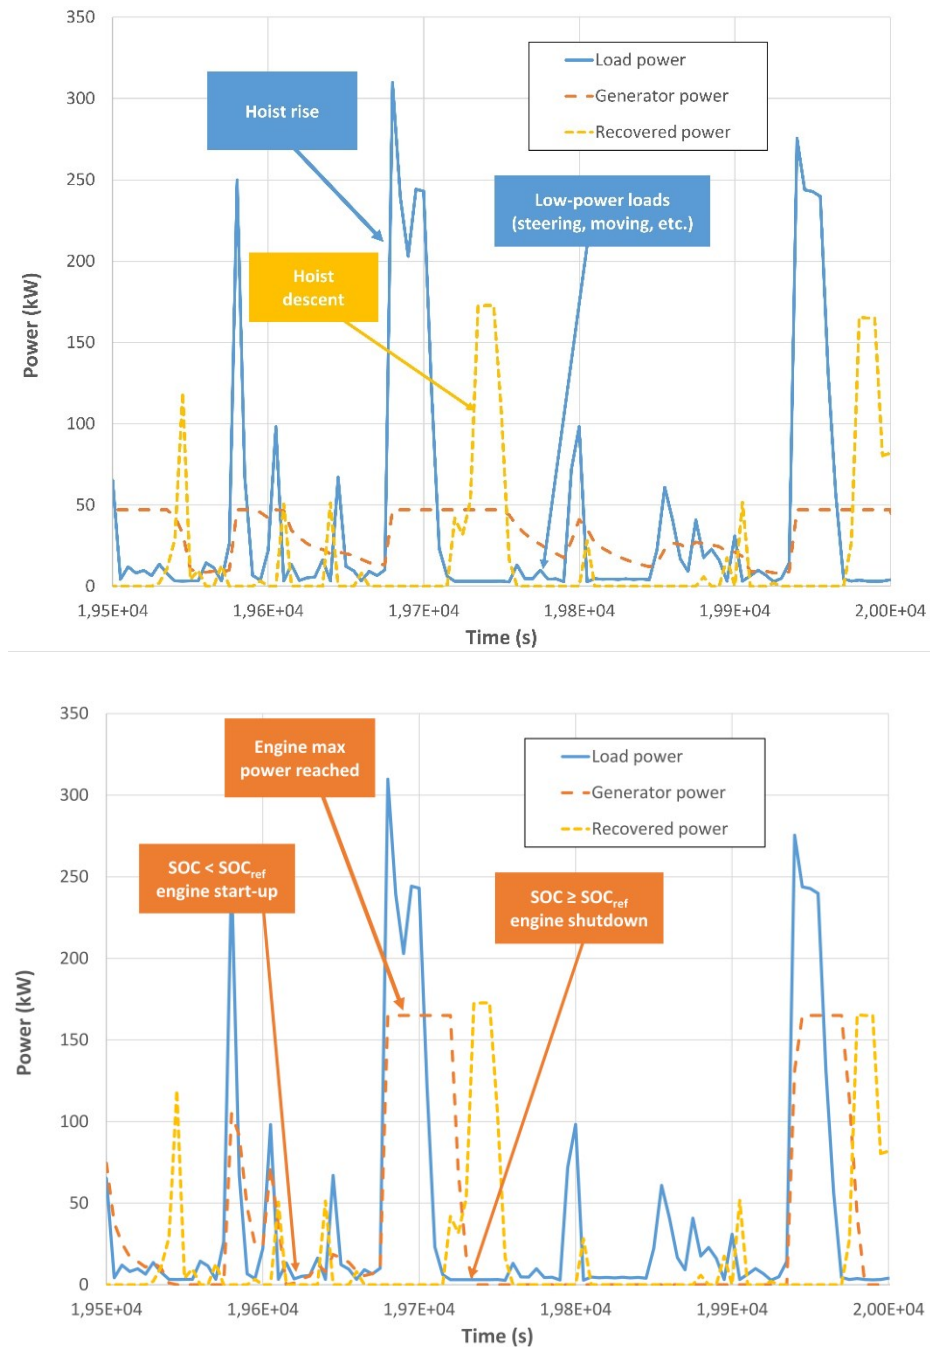 350
300
250
200
150
100
50
0
Power (kW)
Load power
Generator power
Recovered power
Hoist rise
Low-power loads
(steering, moving, etc.)
Hoist
descent
1,95E+04 1,96E+04 1,97E+04 1,98E+04 1,99E+04 2,00E+04
Time (s)
350
300
250
200
150
100
50
0
Power (kW)
Engine max
power reached
Load power
Generator power
Recovered power
SOC < SOCref
engine start-up
SOC ≥ SOCref
engine shutdown
1,95E+04 1,96E+04 1,97E+04 1,98E+04 1,99E+04 2,00E+04
Time (s)